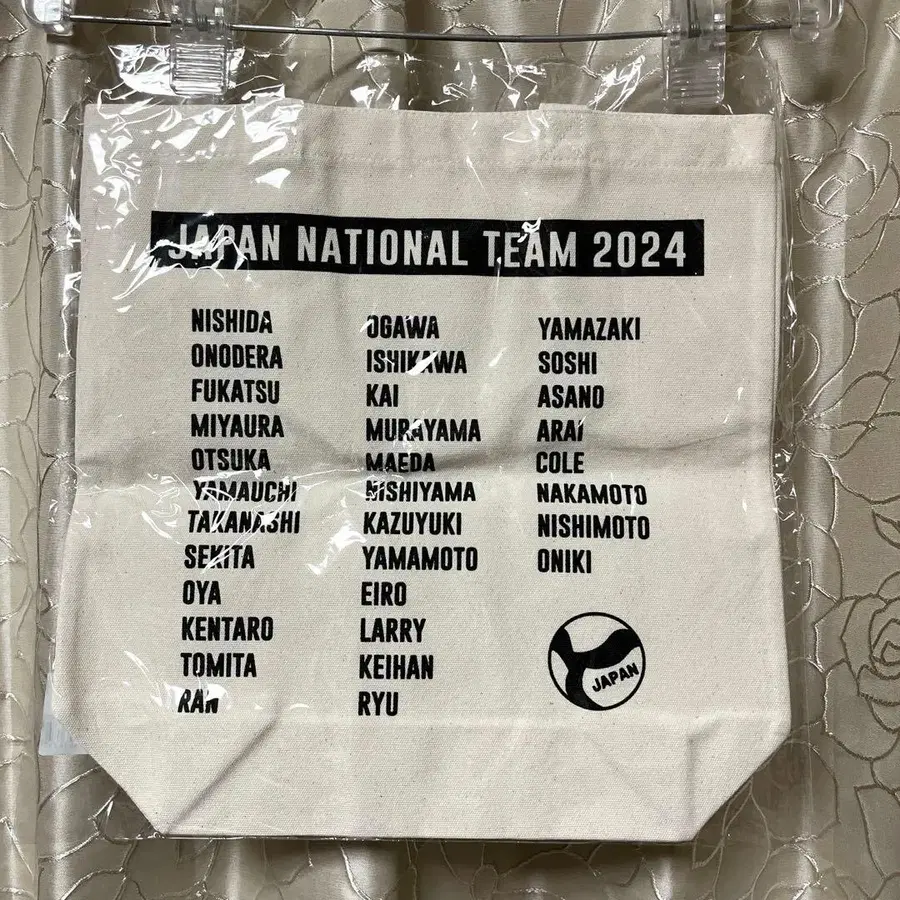 JAPAN NATIONAL TEAM 2024
NISHIDA
ONODERA
FUKATSU
MIYAURA
OTSUKA
YAMAUCHI
TAKANASHI
SEKITA
OYA
KENTARO
TOMITA
RAN
OGAWA
ISHIKAWA
KAI
MURAYAMA
MAEDA
NISHIYAMA
KAZUYUKI
YAMAMOTO
EIRO
LARRY
KEIHAN
RYU
YAMAZAKI
SOSHI
ASANO
ARAI
COLE
NAKAMOTO
NISHIMOTO
ONIKI
JAPAN